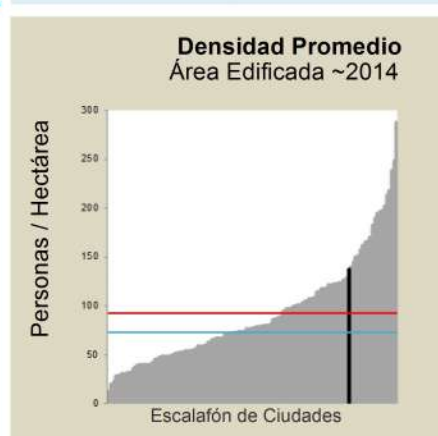 Densidad Promedio
Área Edificada ~2014
Personas / Hectárea
300
250
200
150
100
50
0
Escalafón de Ciudades